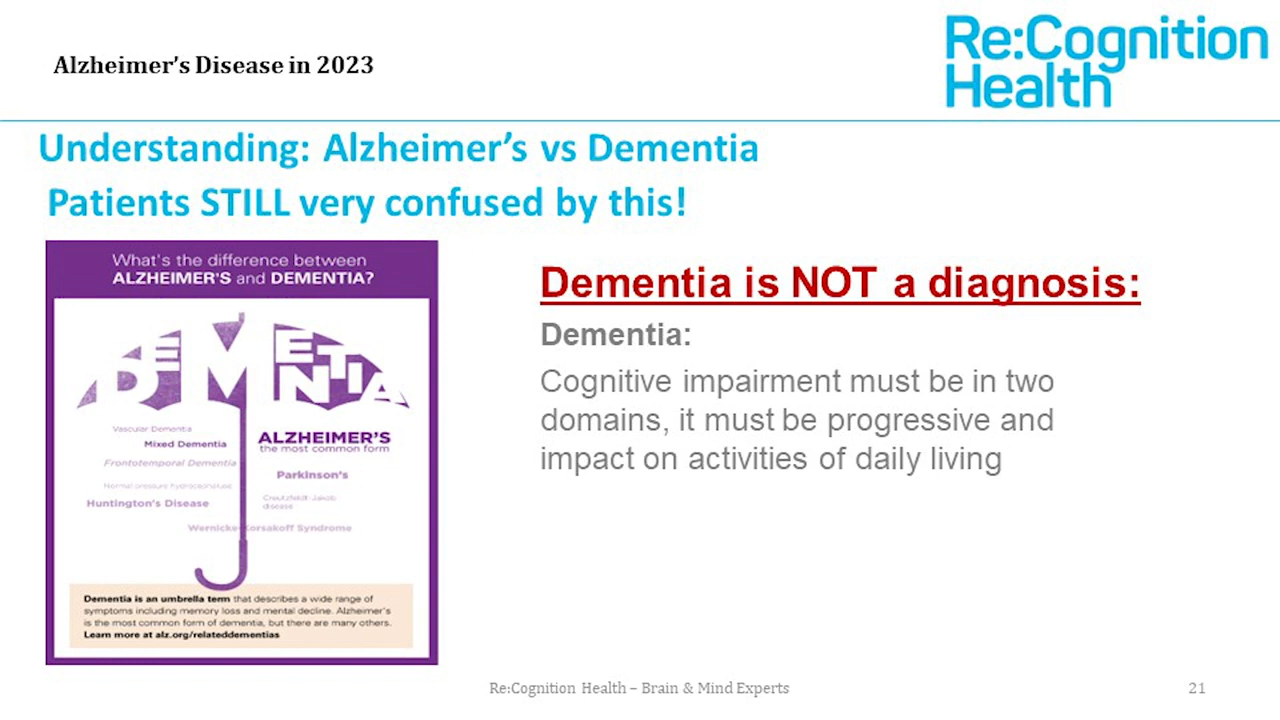 Alzheimer's Disease in 2023
Re:Cognition
Health
Understanding: Alzheimer's vs Dementia
Patients STILL very confused by this!
What's the difference between
ALZHEIMER'S and DEMENTIA?
DEMENTIA
Vascular Dementia
Mixed Dementia
Frontotemporal Dementia
Normal pressure hydrocephalus
Huntington's Disease
ALZHEIMER'S
the most common form
Parkinson's
Creutzfeldt-Jakob
disease
Wernicke-Korsakoff Syndrome
Dementia is an umbrella term that describes a wide range of
symptoms including memory loss and mental decline. Alzheimer's
is the most common form of dementia, but there are many others.
Learn more at alz.org/relateddementias
Dementia is NOT a diagnosis:
Dementia:
Cognitive impairment must be in two
domains, it must be progressive and
impact on activities of daily living
Re:Cognition Health – Brain & Mind Experts
21